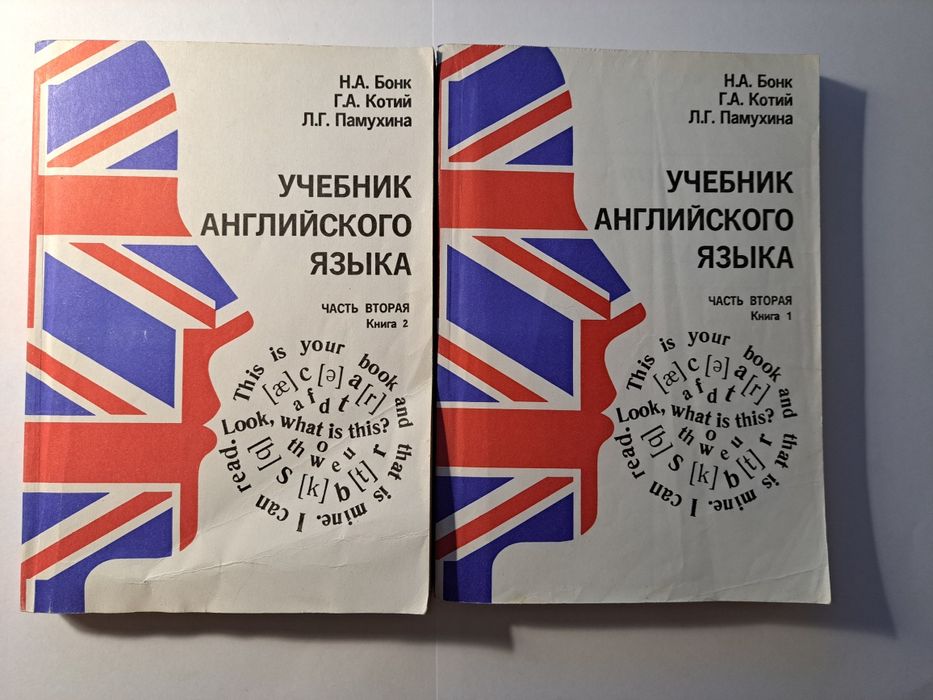 Н.А. Бонк
Г.А. Котий
Л.Г. Памухина
УЧЕБНИК
АНГЛИЙСКОГО
ЯЗЫКА
ЧАСТЬ ВТОРАЯ
Книга 2
This is your book and that is mine. I can read.
[æ] c [ə] a [r]
a f d t
Look, what is this?
o
th w e u r
[b] s [k] b [t]
Н.А. Бонк
Г.А. Котий
Л.Г. Памухина
УЧЕБНИК
АНГЛИЙСКОГО
ЯЗЫКА
ЧАСТЬ ВТОРАЯ
Книга 1
This is your book and that is mine. I can read.
[æ] c [ə] a [r]
a f d t
Look, what is this?
o
th w e u r
[b] s [k] b [t]